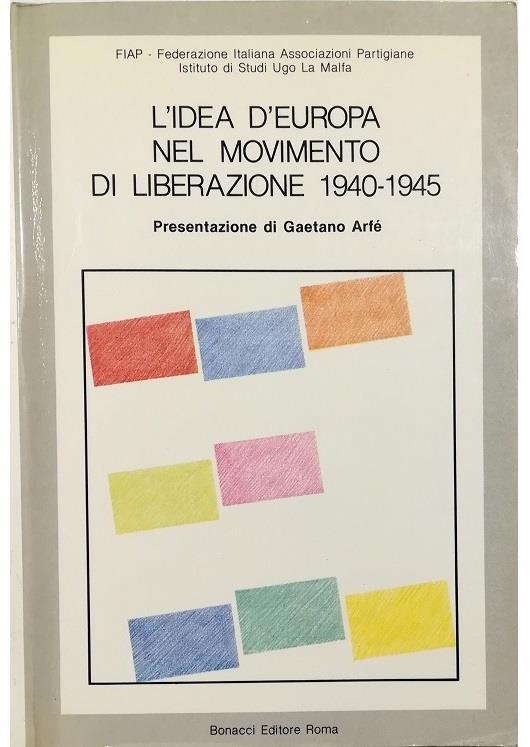 FIAP - Federazione Italiana Associazioni Partigiane
Istituto di Studi Ugo La Malfa
L'IDEA D'EUROPA
NEL MOVIMENTO
DI LIBERAZIONE 1940-1945
Presentazione di Gaetano Arfé
Bonacci Editore Roma